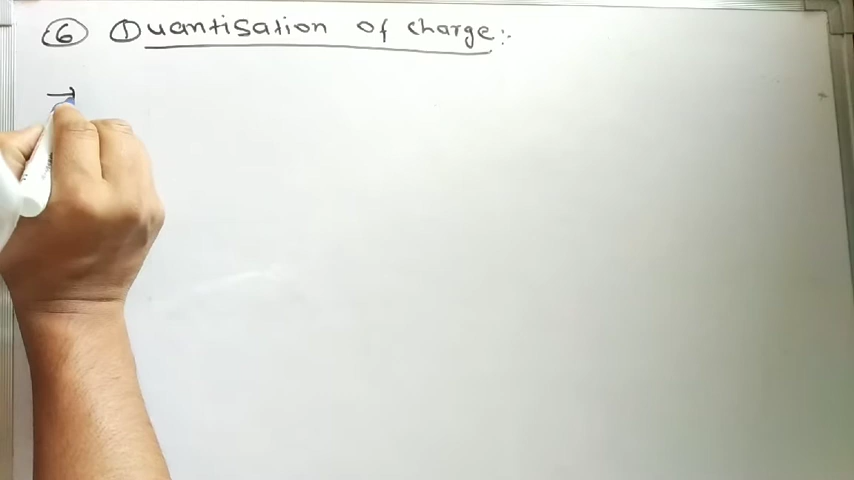 ⑥ Quantisation of charge:-
→